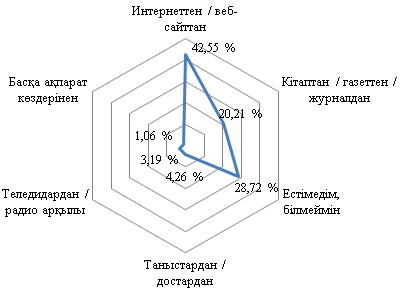 Интернеттен / веб-
сайттан
42,55 %
Басқа ақпарат
көздерінен
Кітаптан / газеттен /
журналдан
20,21 %
1,06 %
3,19 %
4,26 %
28,72 %
Теледидардан /
радио арқылы
Естімедім,
білмеймін
Таныстардан /
достардан